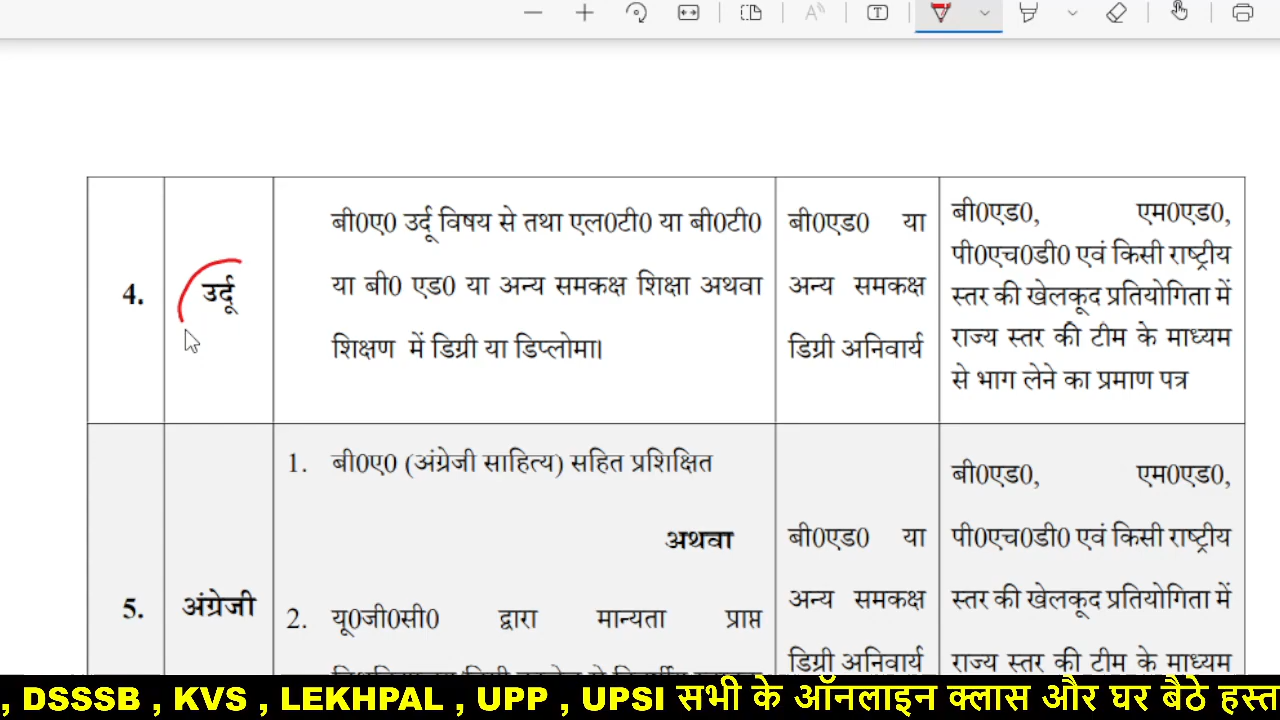 4.
उर्दू
बी0ए0 उर्दू विषय से तथा एल0टी0 या बी0टी0
या बी0 एड0 या अन्य समकक्ष शिक्षा अथवा
शिक्षण में डिग्री या डिप्लोमा।
बी0एड0 या
अन्य समकक्ष
डिग्री अनिवार्य
बी0एड0, एम0एड0,
पी0एच0डी0 एवं किसी राष्ट्रीय
स्तर की खेलकूद प्रतियोगिता में
राज्य स्तर की टीम के माध्यम
से भाग लेने का प्रमाण पत्र
5.
अंग्रेजी
1. बी0ए0 (अंग्रेजी साहित्य) सहित प्रशिक्षित
अथवा
2. यू0जी0सी0 द्वारा मान्यता प्राप्त
बी0एड0 या
अन्य समकक्ष
डिग्री अनिवार्य
बी0एड0, एम0एड0,
पी0एच0डी0 एवं किसी राष्ट्रीय
स्तर की खेलकूद प्रतियोगिता में
राज्य स्तर की टीम के माध्यम
, DSSSB , KVS , LEKHPAL , UPP , UPSI सभी के ऑनलाइन क्लास और घर बैठे हस्त